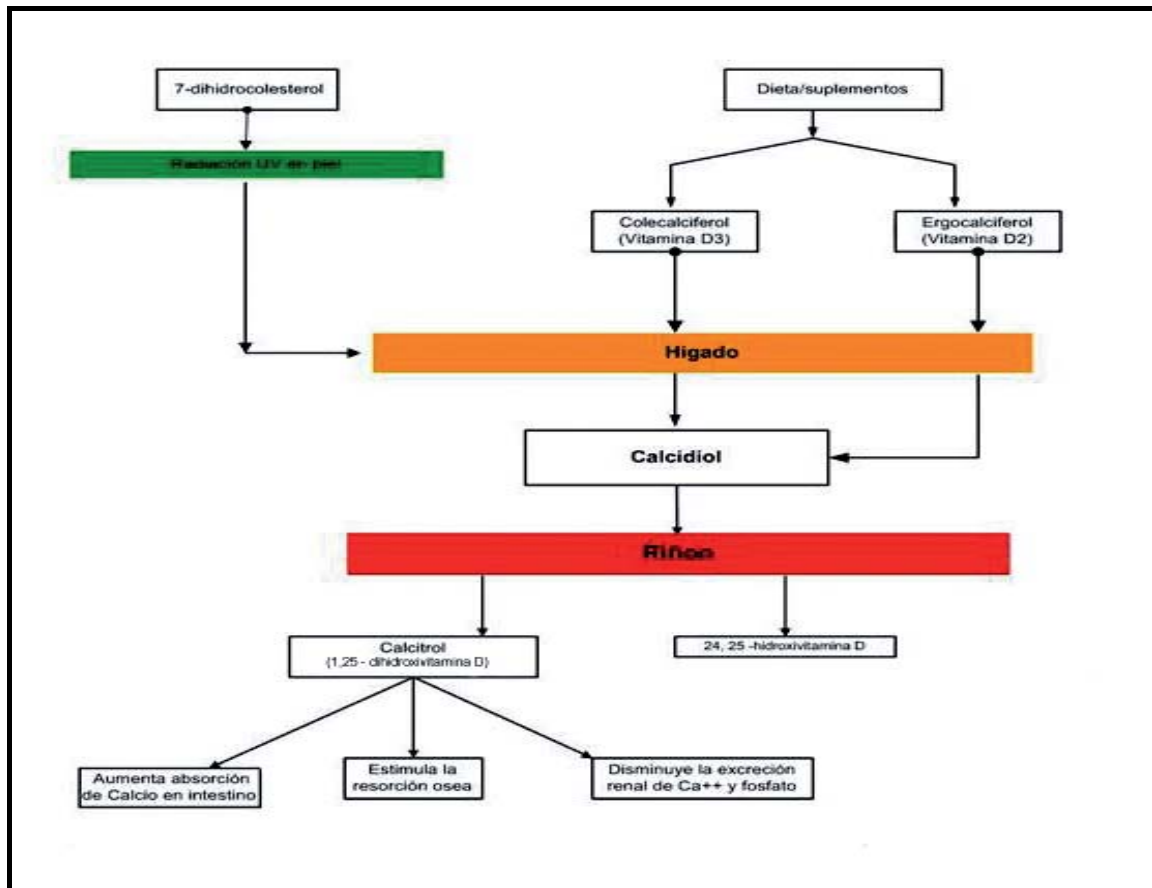 7-dihidrocolesterol
Dieta/suplementos
Radiación UV en piel
Colecalciferol
(Vitamina D3)
Ergocalciferol
(Vitamina D2)
Higado
Calcidiol
Riñon
Calcitrol
(1,25 - dihidroxivitamina D)
24, 25 -hidroxivitamina D
Aumenta absorción
de Calcio en intestino
Estimula la
resorción osea
Disminuye la excreción
renal de Ca++ y fosfato